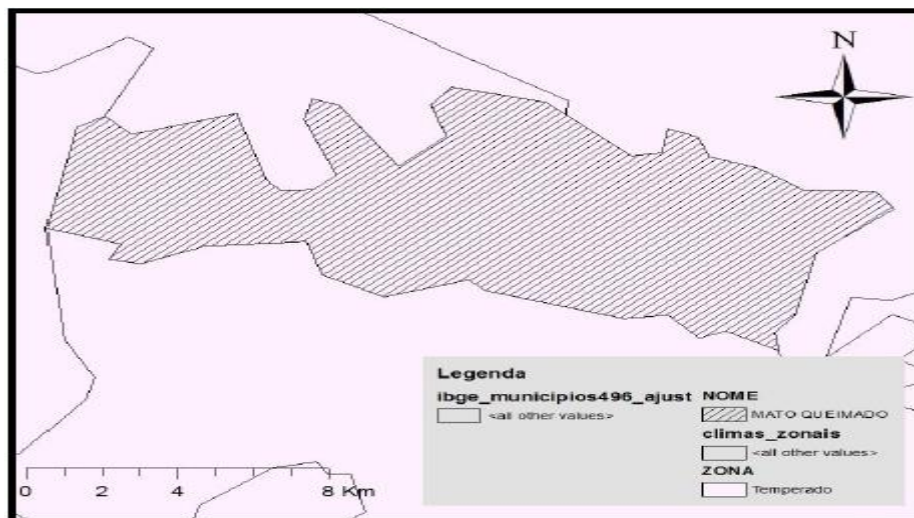 N
Legenda
ibge_municipios496_ajust
<all other values>
NOME
MATO QUEIMADO
climas_zonais
<all other values>
ZONA
Temperado
0 2 4 8 Km